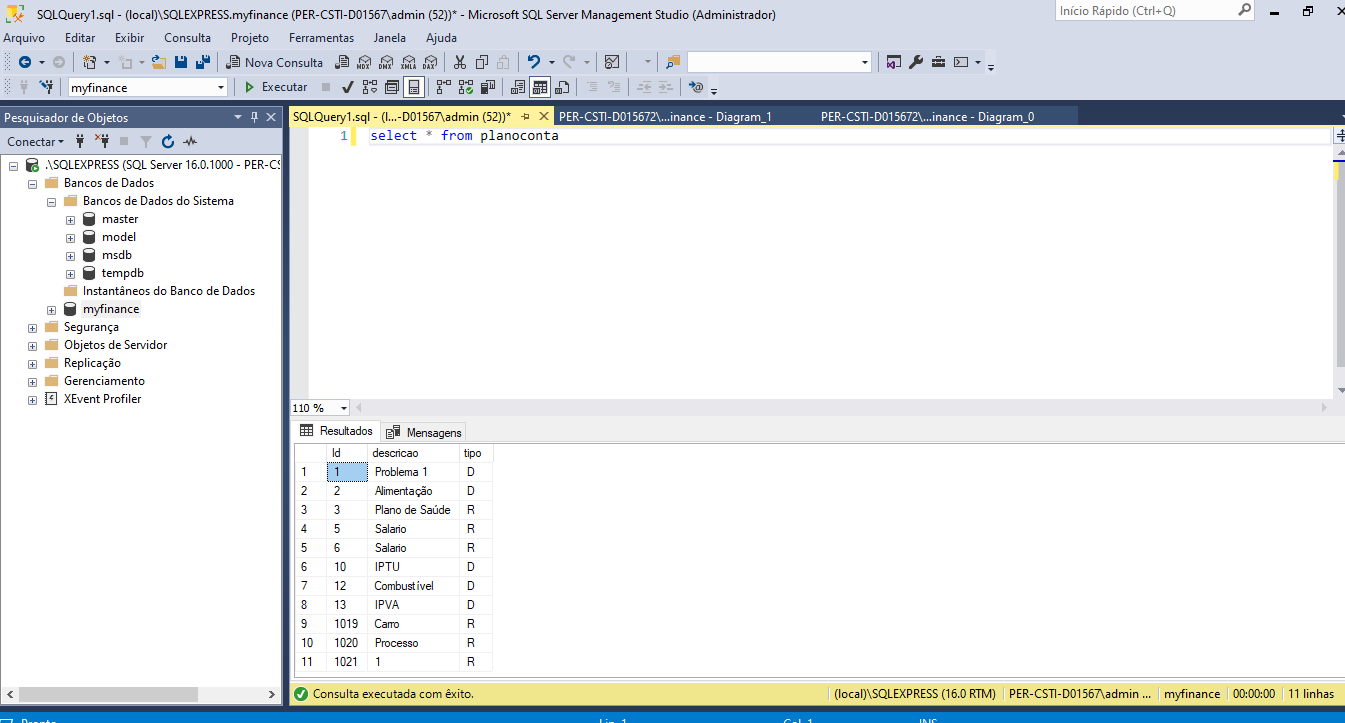 SQLQuery1.sql - (local)\SQLEXPRESS.myfinance (PER-CSTI-D01567\admin (52))* - Microsoft SQL Server Management Studio (Administrador)
Início Rápido (Ctrl+Q)
Arquivo Editar Exibir Consulta Projeto Ferramentas Janela Ajuda
Nova Consulta MDX DMX XMLA DAX
myfinance Executar
Pesquisador de Objetos
Conectar
.\SQLEXPRESS (SQL Server 16.0.1000 - PER-CS
Bancos de Dados
Bancos de Dados do Sistema
master
model
msdb
tempdb
Instantâneos do Banco de Dados
myfinance
Segurança
Objetos de Servidor
Replicação
Gerenciamento
XEvent Profiler
SQLQuery1.sql - (l...-D01567\admin (52))* PER-CSTI-D015672\...inance - Diagram_1 PER-CSTI-D015672\...inance - Diagram_0
1 select * from planoconta
110 %
Resultados Mensagens
Id descricao tipo
1 1 Problema 1 D
2 2 Alimentação D
3 3 Plano de Saúde R
4 5 Salario R
5 6 Salario R
6 10 IPTU D
7 12 Combustível D
8 13 IPVA D
9 1019 Carro R
10 1020 Processo R
11 1021 1 R
Consulta executada com êxito. (local)\SQLEXPRESS (16.0 RTM) PER-CSTI-D01567\admin ... myfinance 00:00:00 11 linhas
Pronto Lin. 1 Col. 1 INS